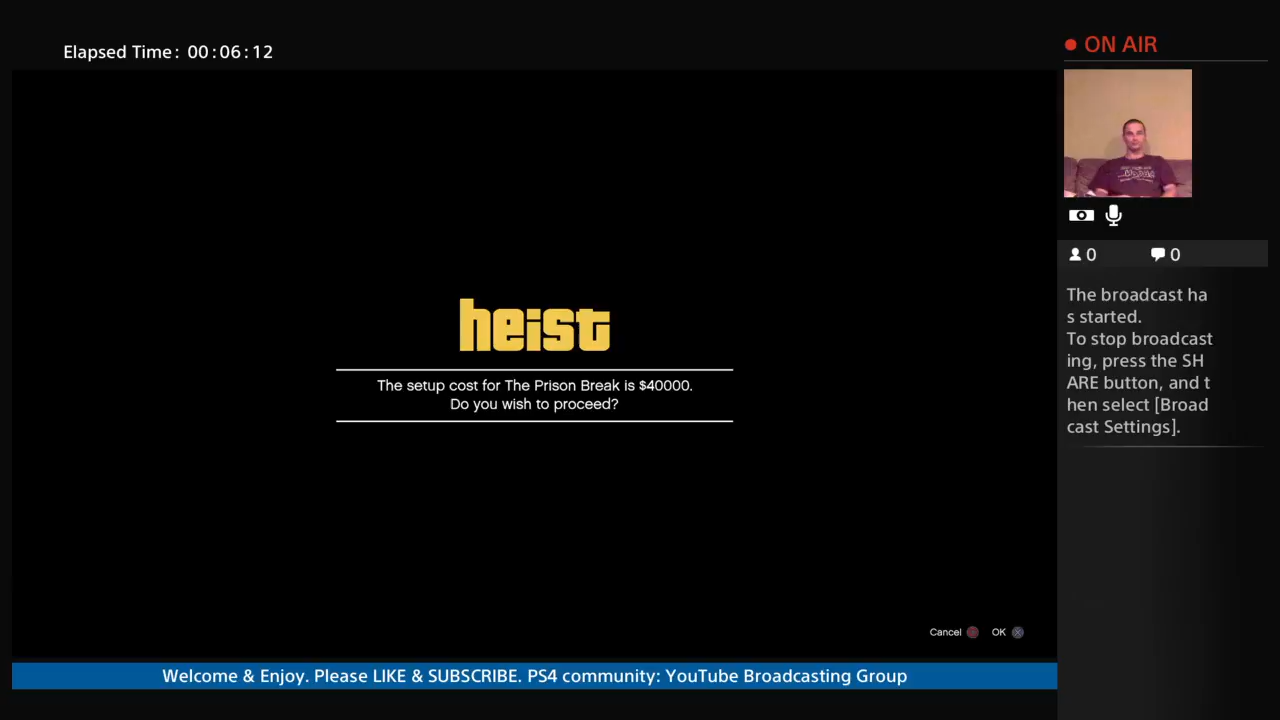 Elapsed Time: 00:06:12
ON AIR
0 0
The broadcast ha
s started.
To stop broadcast
ing, press the SH
ARE button, and t
hen select [Broad
cast Settings].
heist
The setup cost for The Prison Break is $40000.
Do you wish to proceed?
Cancel OK
Welcome & Enjoy. Please LIKE & SUBSCRIBE. PS4 community: YouTube Broadcasting Group